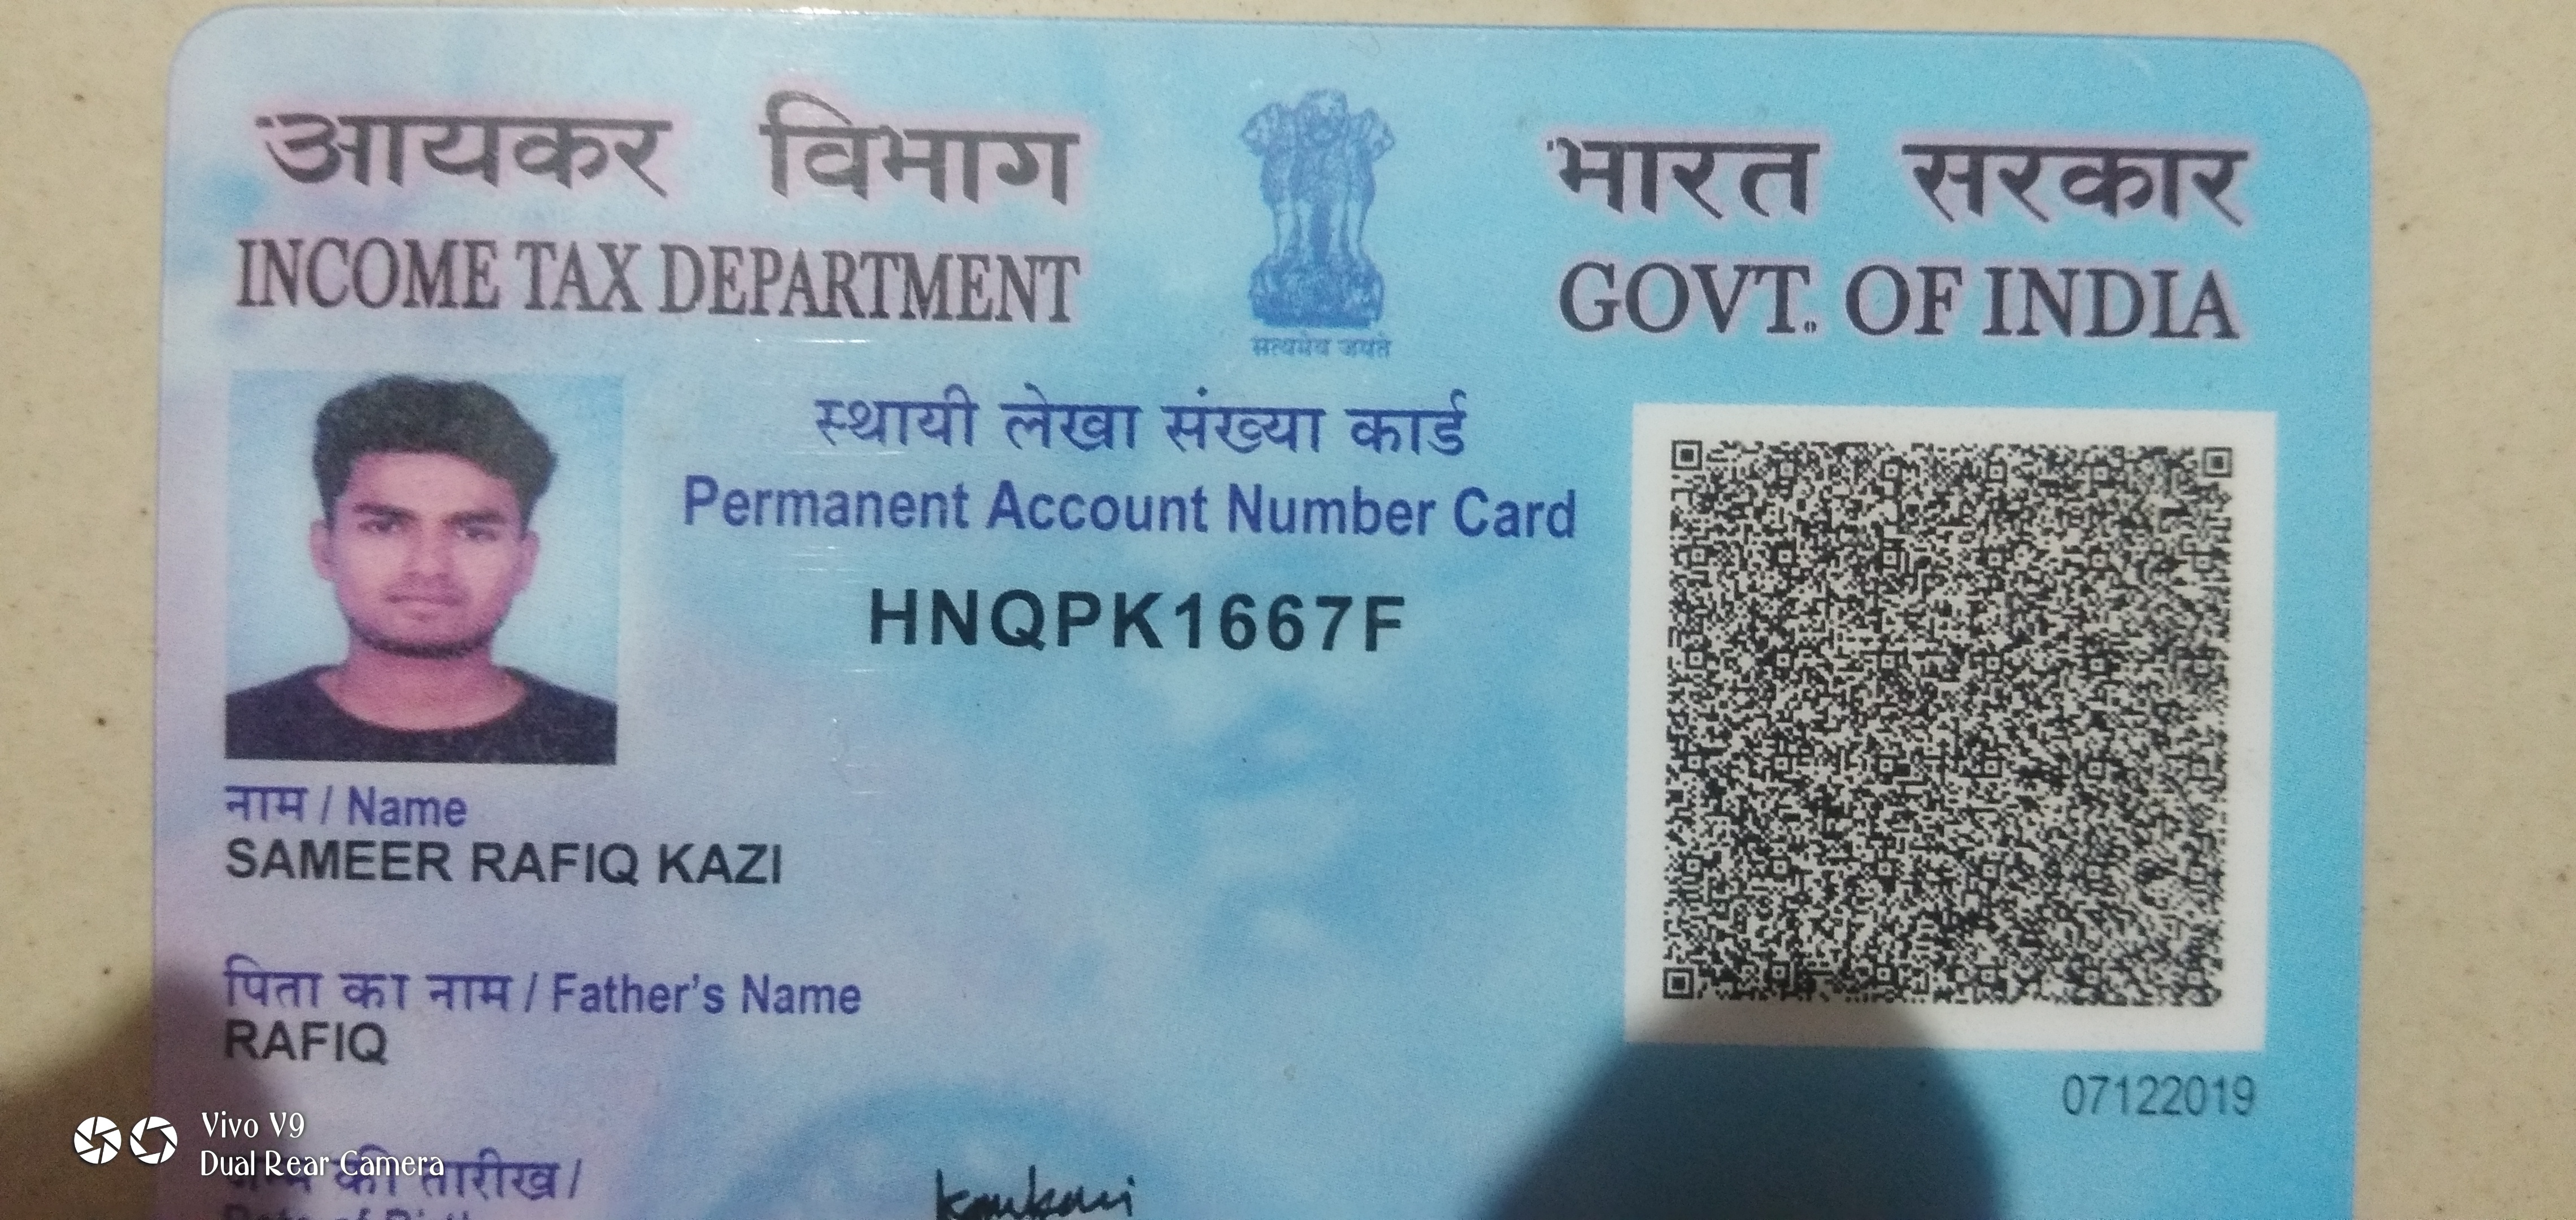 आयकर विभाग
INCOME TAX DEPARTMENT
सत्यमेव जयते
भारत सरकार
GOVT. OF INDIA
स्थायी लेखा संख्या कार्ड
Permanent Account Number Card
HNQPK1667F
नाम / Name
SAMEER RAFIQ KAZI
पिता का नाम / Father's Name
RAFIQ
07122019
की तारीख /
Vivo V9
Dual Rear Camera